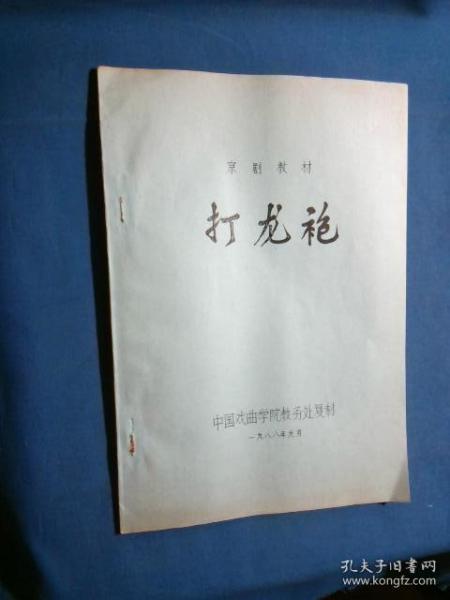 京剧教材
打龙袍
中国戏曲学院教务处复制
一九八八年元月
孔夫子旧书网
www.kongfz.com